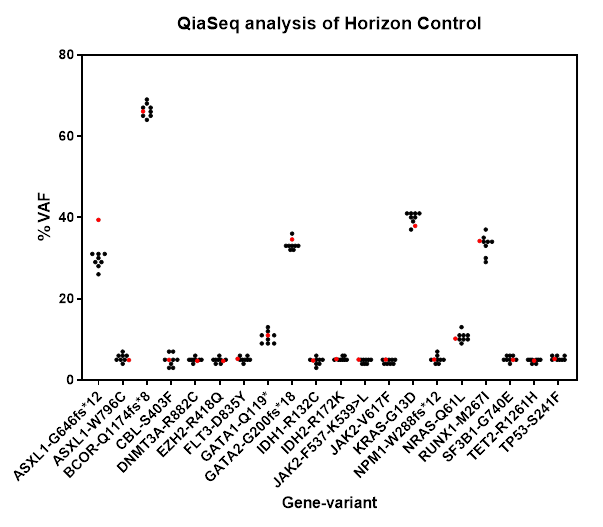 QiaSeq analysis of Horizon Control
80
60
40
20
0
% VAF
ASXL1-G646fs*12
ASXL1-W796C
BCOR-Q1174fs*8
CBL-S403F
DNMT3A-R882C
EZH2-R418Q
FLT3-D835Y
GATA1-Q119*
GATA2-G200fs*18
IDH1-R132C
IDH2-R172K
JAK2-F537-K539>L
JAK2-V617F
KRAS-G13D
NPM1-W288fs*12
NRAS-Q61L
RUNX1-M267I
SF3B1-G740E
TET2-R1261H
TP53-S241F
Gene-variant